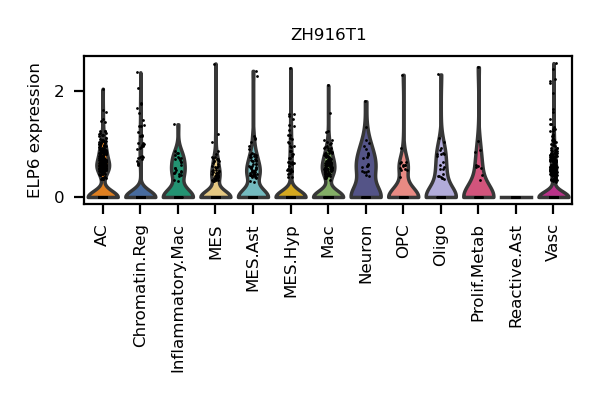 ZH916T1
ELP6 expression
2
0
AC
Chromatin.Reg
Inflammatory.Mac
MES
MES.Ast
MES.Hyp
Mac
Neuron
OPC
Oligo
Prolif.Metab
Reactive.Ast
Vasc